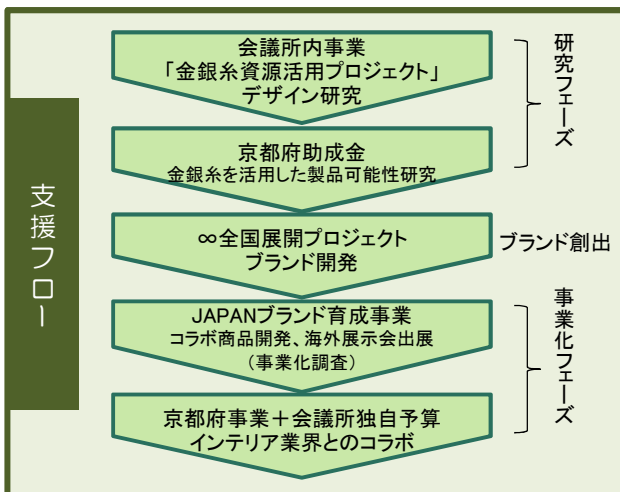 支援フロー
会議所内事業
「金銀糸資源活用プロジェクト」
デザイン研究
京都府助成金
金銀糸を活用した製品可能性研究
研究フェーズ
∞全国展開プロジェクト
ブランド開発
ブランド創出
JAPANブランド育成事業
コラボ商品開発、海外展示会出展
(事業化調査)
京都府事業+会議所独自予算
インテリア業界とのコラボ
事業化フェーズ